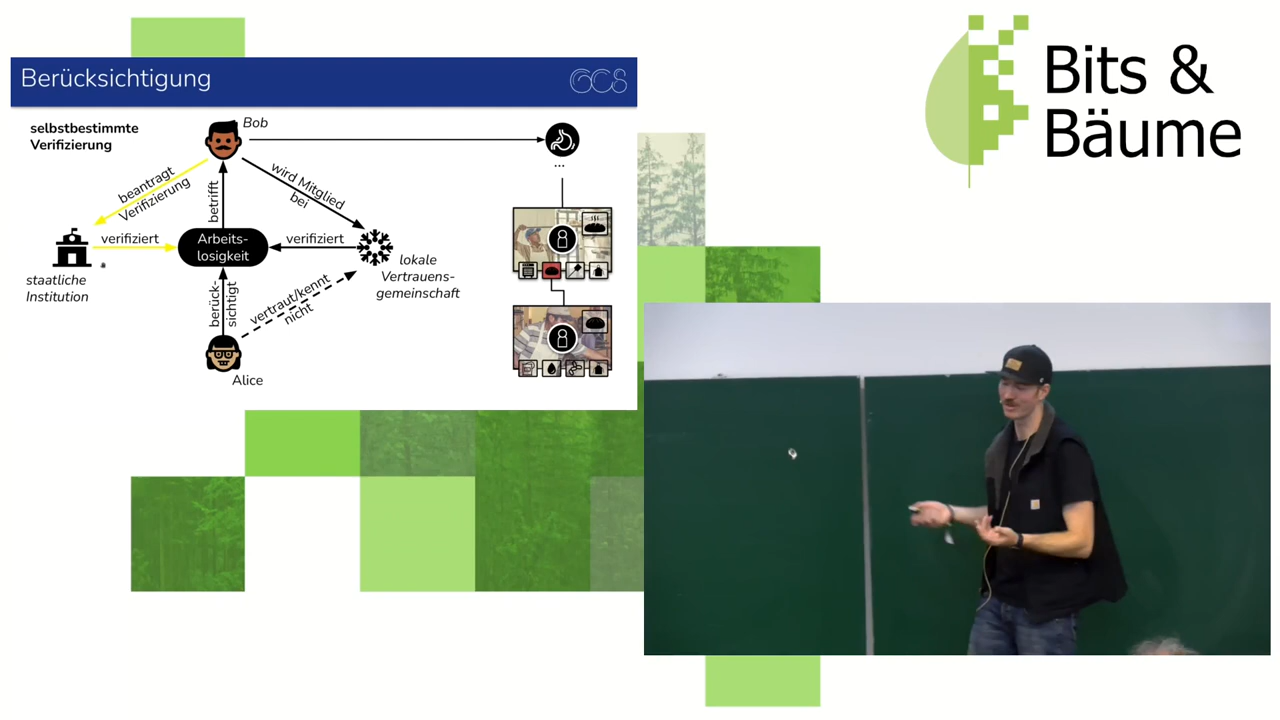 Berücksichtigung
GCS
selbstbestimmte
Verifizierung
Bob
beantragt
Verifizierung
betrifft
wird Mitglied
bei
...
verifiziert
Arbeits-
losigkeit
verifiziert
staatliche
Institution
lokale
Vertrauens-
gemeinschaft
berück-
sichtigt
vertraut/kennt
nicht
Alice
Bits &
Bäume